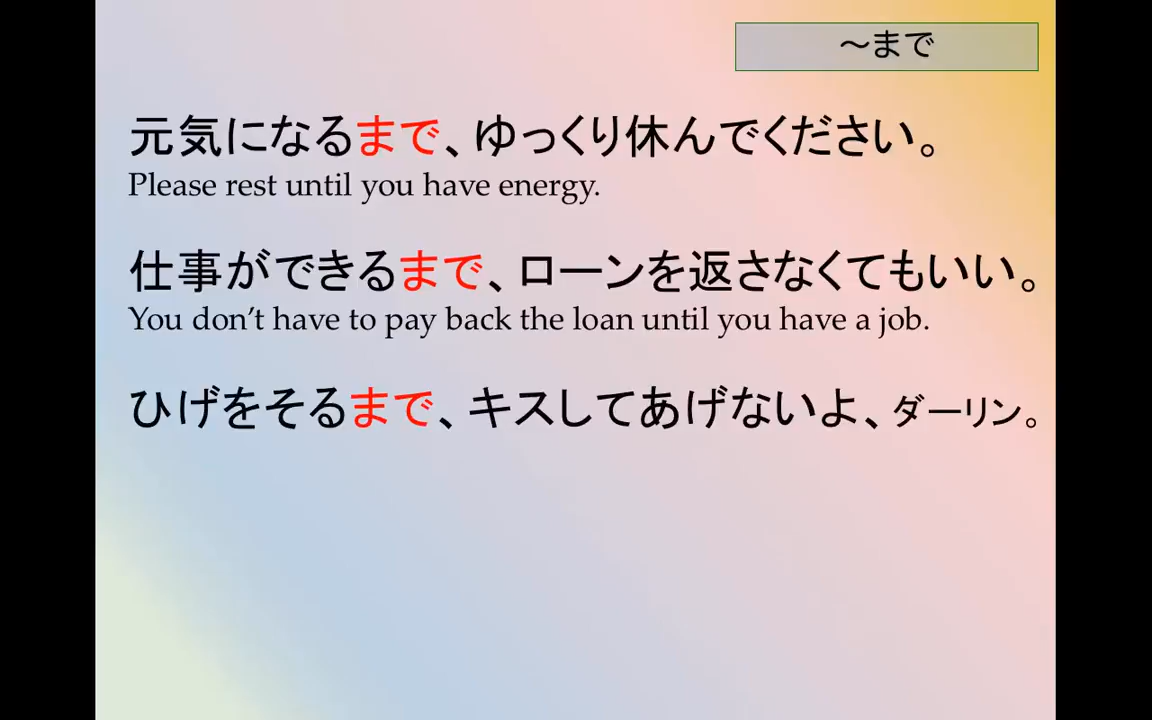 ～まで
元気になるまで、ゆっくり休んでください。
Please rest until you have energy.
仕事ができるまで、ローンを返さなくてもいい。
You don’t have to pay back the loan until you have a job.
ひげをそるまで、キスしてあげないよ、ダーリン。